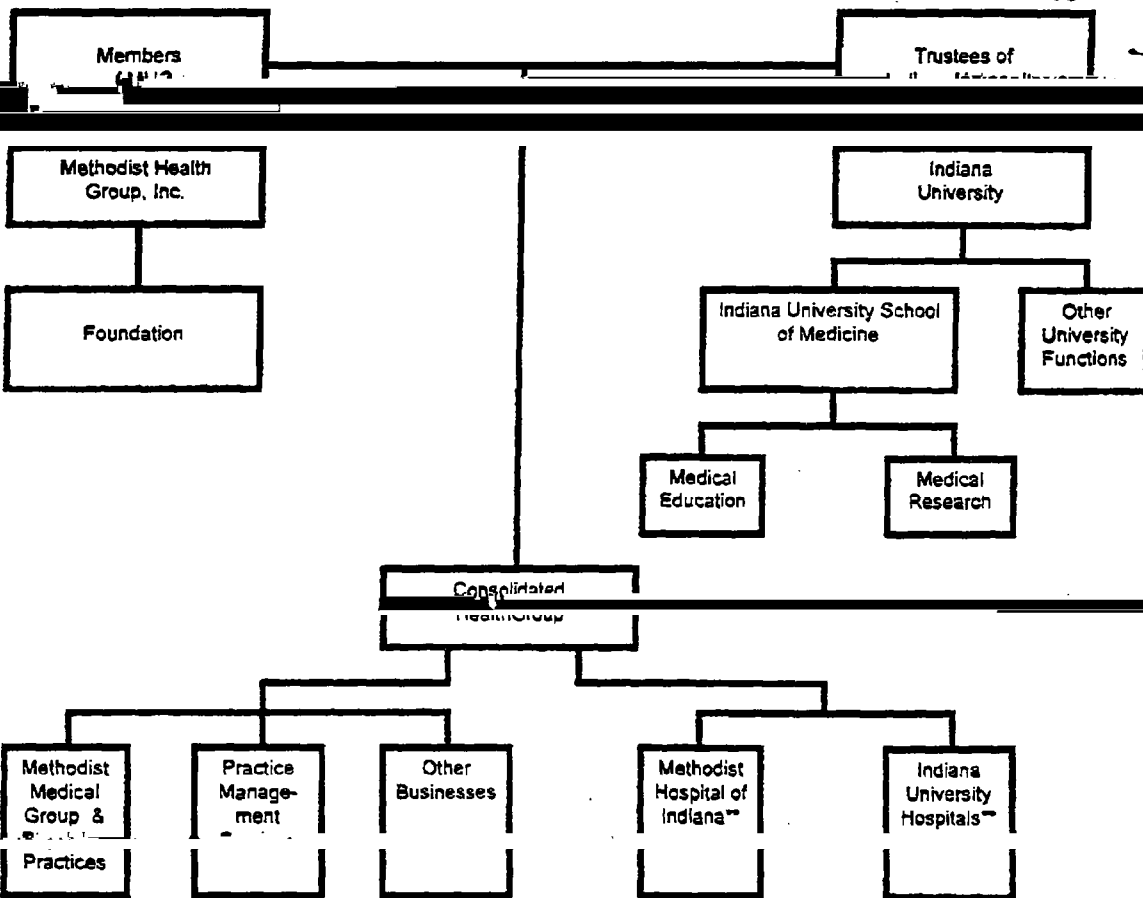 Members
Trustees of
Methodist Health
Group, Inc.
Indiana
University
Foundation
Indiana University School
of Medicine
Other
University
Functions
Medical
Education
Medical
Research
Consolidated
HealthGroup
Methodist
Medical
Group &
Practices
Practice
Manage-
ment
Other
Businesses
Methodist
Hospital of
Indiana**
Indiana
University
Hospitals**